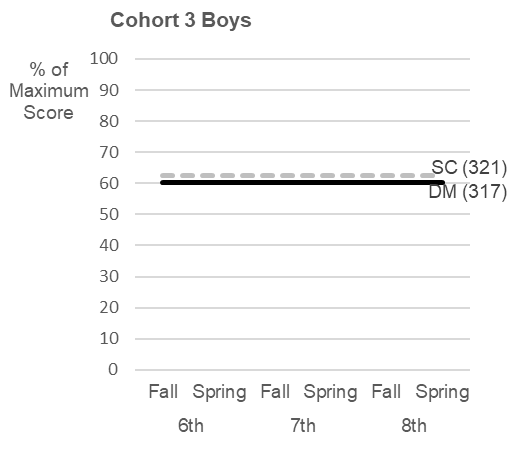 Cohort 3 Boys
% of
Maximum
Score
100
90
80
70
60
50
40
30
20
10
0
SC (321)
DM (317)
Fall Spring Fall Spring Fall Spring
6th 7th 8th